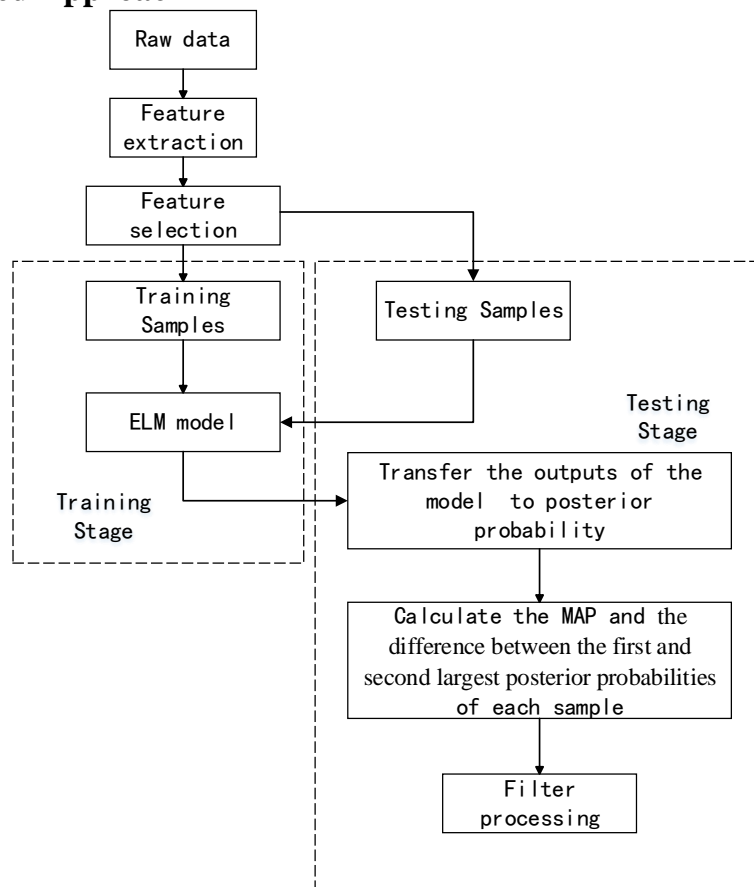 Raw data
Feature
extraction
Feature
selection
Training
Samples
Testing Samples
ELM model
Testing
Stage
Training
Stage
Transfer the outputs of the
model to posterior
probability
Calculate the MAP and the
difference between the first and
second largest posterior probabilities
of each sample
Filter
processing